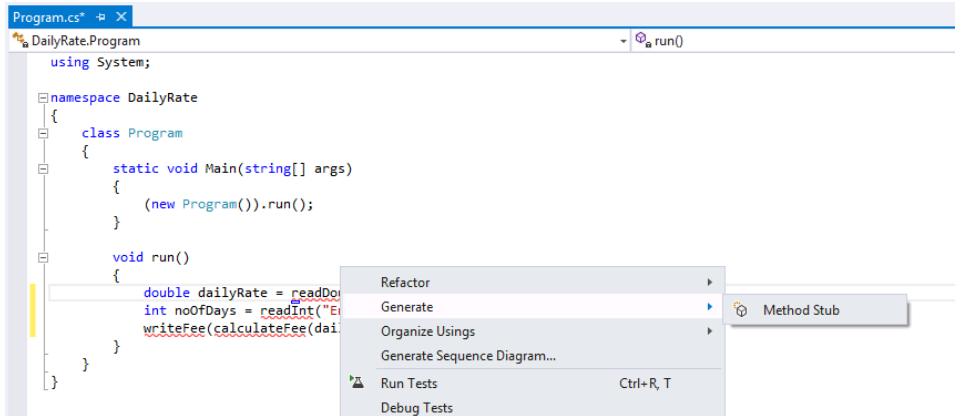 Program.cs*
DailyRate.Program run()
using System;
namespace DailyRate
{
class Program
{
static void Main(string[] args)
{
(new Program()).run();
}
void run()
{
double dailyRate = readDou
int noOfDays = readInt("E
writeFee(calculateFee(dail
}
}
}
Refactor
Generate
Method Stub
Organize Usings
Generate Sequence Diagram...
Run Tests Ctrl+R, T
Debug Tests